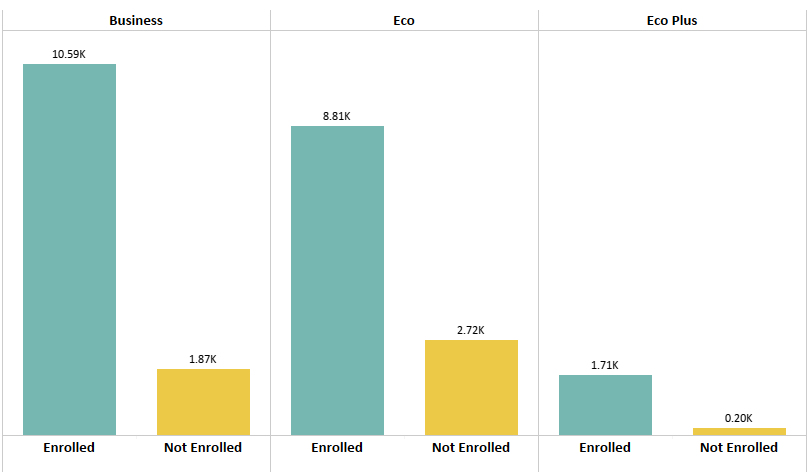 Business Eco Eco Plus
10.59K
8.81K
2.72K
1.87K
1.71K
0.20K
Enrolled Not Enrolled Enrolled Not Enrolled Enrolled Not Enrolled